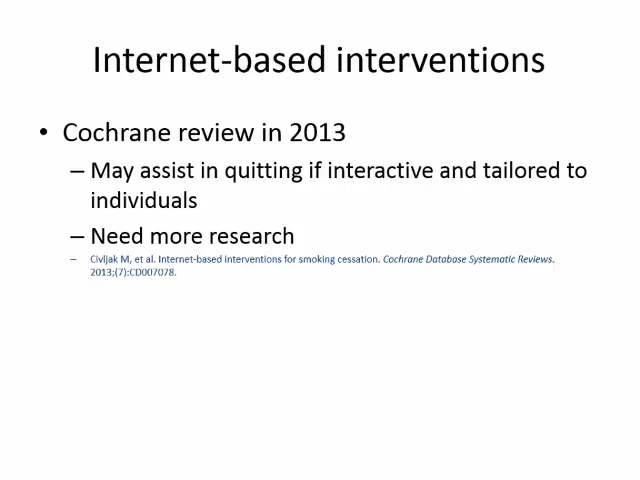 Internet-based interventions
• Cochrane review in 2013
– May assist in quitting if interactive and tailored to
individuals
– Need more research
– Civljak M, et al. Internet-based interventions for smoking cessation. Cochrane Database Systematic Reviews.
2013;(7):CD007078.